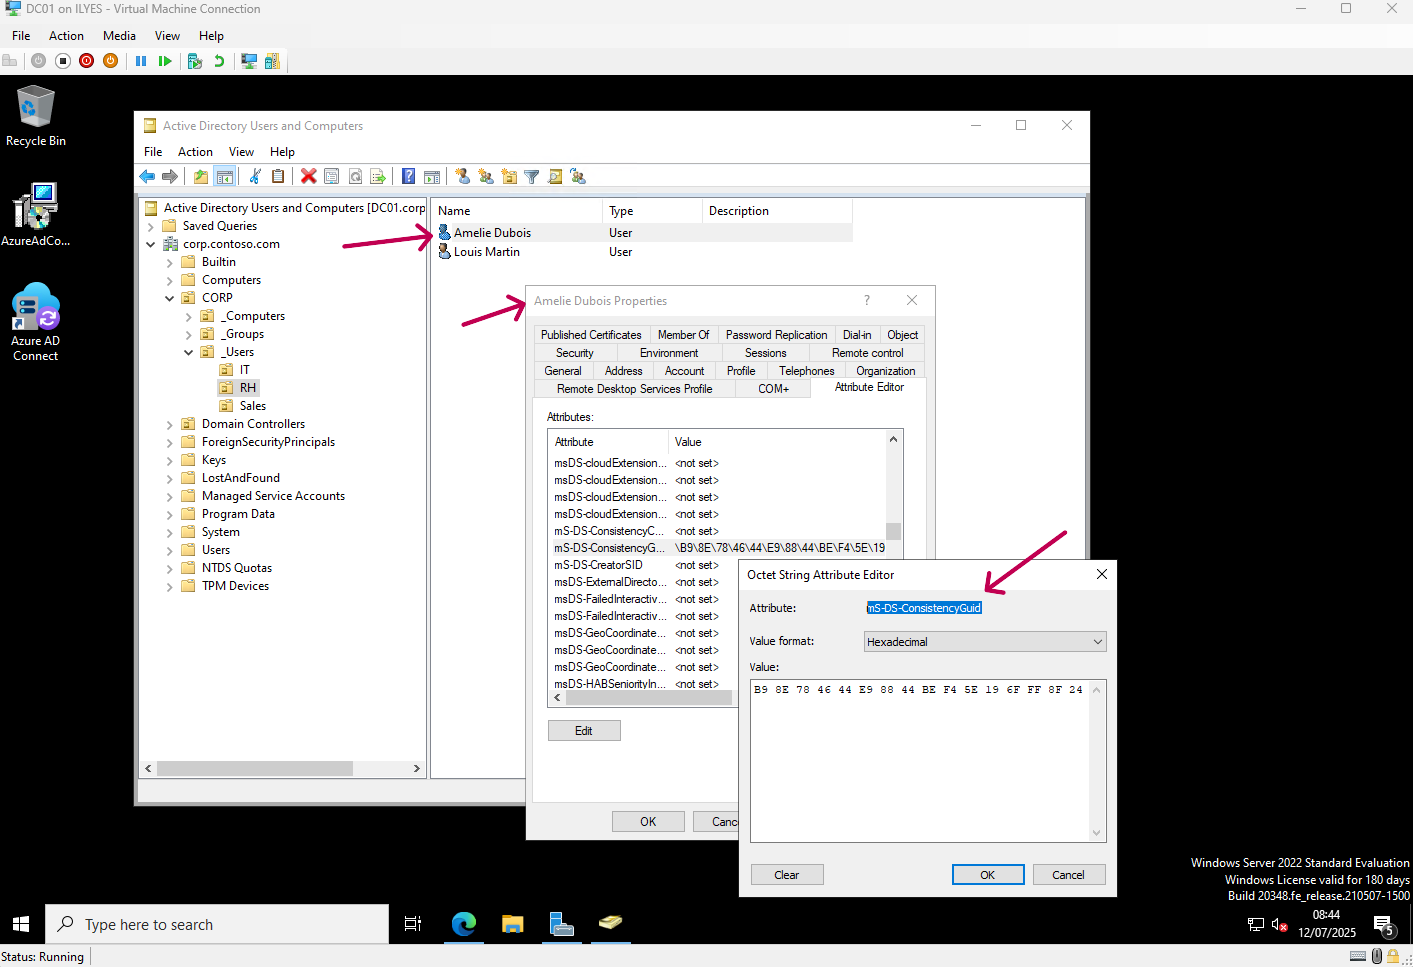 DC01 on ILYES - Virtual Machine Connection
File Action Media View Help
Recycle Bin
AzureAdCo...
Azure AD
Connect
Active Directory Users and Computers
File Action View Help
Active Directory Users and Computers [DC01.corp
Saved Queries
corp.contoso.com
Builtin
Computers
CORP
_Computers
_Groups
_Users
IT
RH
Sales
Domain Controllers
ForeignSecurityPrincipals
Keys
LostAndFound
Managed Service Accounts
Program Data
System
Users
NTDS Quotas
TPM Devices
Name Type Description
Amelie Dubois User
Louis Martin User
Amelie Dubois Properties ?
Published Certificates Member Of Password Replication Dial-in Object
Security Environment Sessions Remote control
General Address Account Profile Telephones Organization
Remote Desktop Services Profile COM+ Attribute Editor
Attributes:
Attribute Value
msDS-cloudExtension... <not set>
msDS-cloudExtension... <not set>
msDS-cloudExtension... <not set>
msDS-cloudExtension... <not set>
mS-DS-ConsistencyC... <not set>
mS-DS-ConsistencyG... \B9\8E\78\46\44\E9\88\44\BE\F4\5E\19
mS-DS-CreatorSID <not set>
msDS-ExternalDirecto... <not set>
msDS-FailedInteractiv... <not set>
msDS-FailedInteractiv... <not set>
msDS-GeoCoordinate... <not set>
msDS-GeoCoordinate... <not set>
msDS-GeoCoordinate... <not set>
msDS-HABSeniorityIn... <not set>
Edit
OK Canc
Octet String Attribute Editor
Attribute: mS-DS-ConsistencyGuid
Value format: Hexadecimal
Value:
B9 8E 78 46 44 E9 88 44 BE F4 5E 19 6F FF 8F 24
Clear OK Cancel
Windows Server 2022 Standard Evaluation
Windows License valid for 180 days
Build 20348.fe_release.210507-1500
Type here to search
08:44
12/07/2025
5
Status: Running